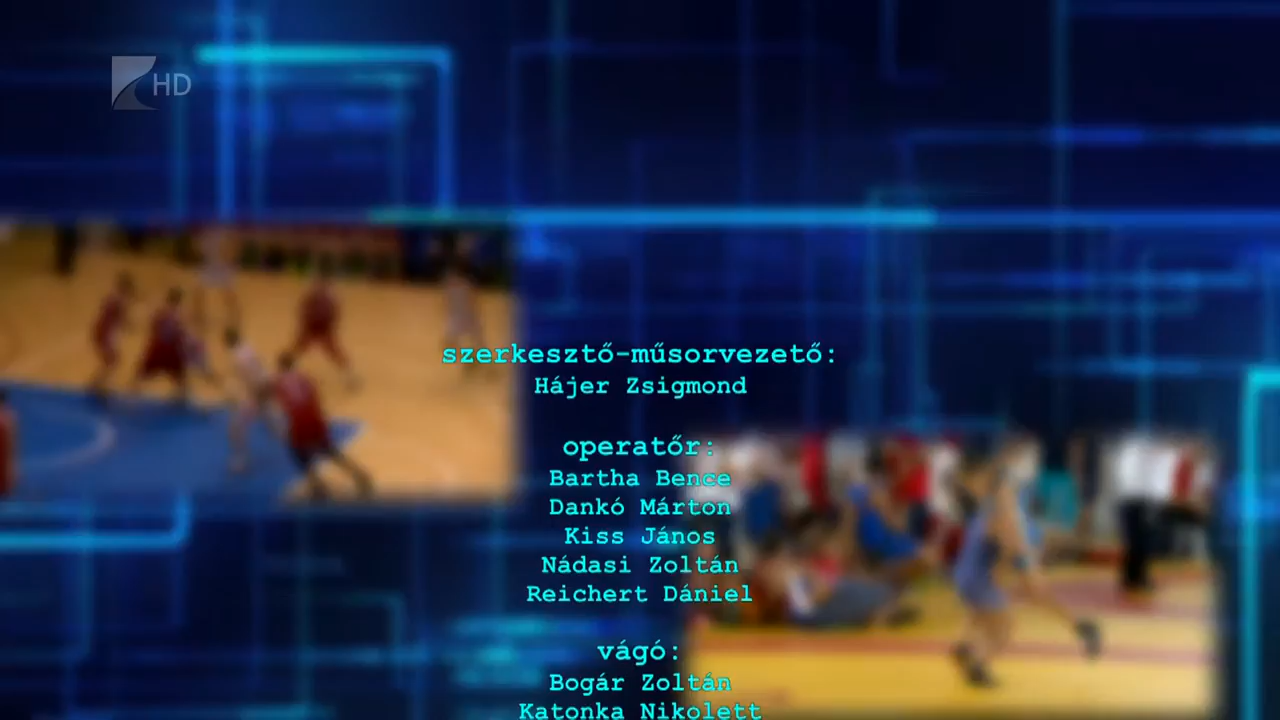 HD
szerkesztő-műsorvezető:
Hájer Zsigmond
operatőr:
Bartha Bence
Dankó Márton
Kiss János
Nádasi Zoltán
Reichert Dániel
vágó:
Bogár Zoltán
Katonka Nikolett